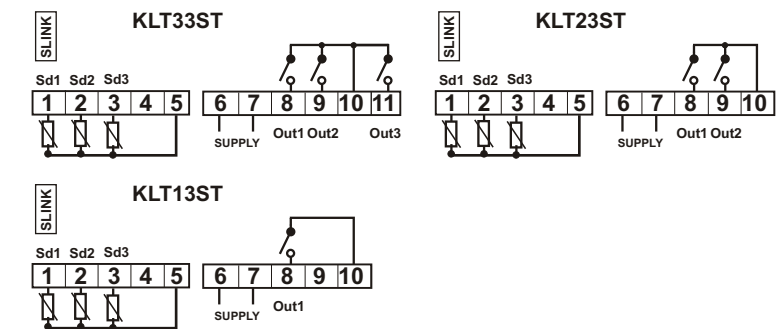 KLT33ST
SLINK
Sd1 Sd2 Sd3
1 2 3 4 5 6 7 8 9 10 11
SUPPLY Out1 Out2 Out3
KLT23ST
SLINK
Sd1 Sd2 Sd3
1 2 3 4 5 6 7 8 9 10
SUPPLY Out1 Out2
KLT13ST
SLINK
Sd1 Sd2 Sd3
1 2 3 4 5 6 7 8 9 10
SUPPLY Out1